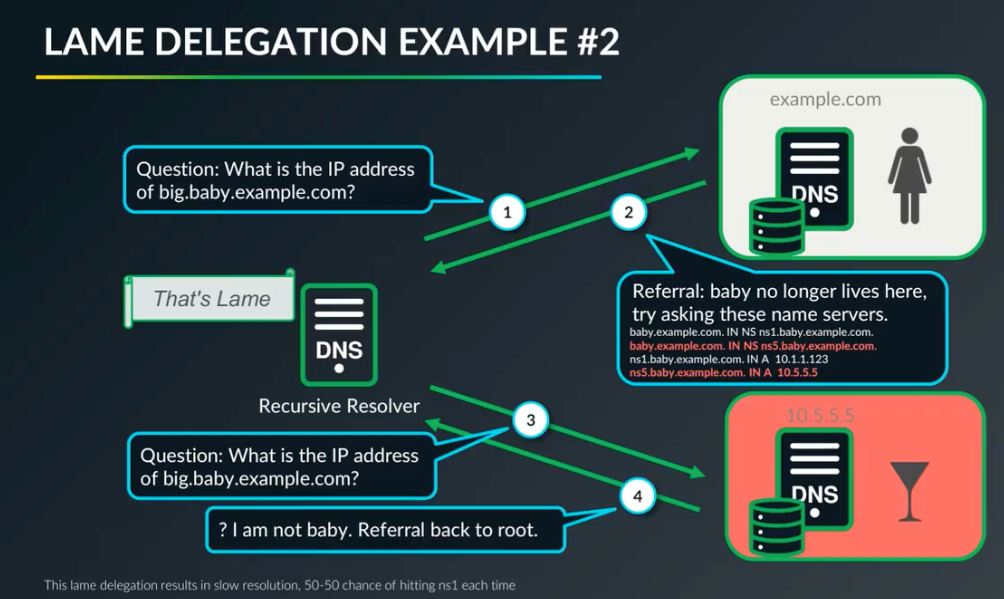 LAME DELEGATION EXAMPLE #2
example.com
DNS
Question: What is the IP address
of big.baby.example.com?
1
2
Referral: baby no longer lives here,
try asking these name servers.
baby.example.com. IN NS ns1.baby.example.com.
baby.example.com. IN NS ns5.baby.example.com.
ns1.baby.example.com. IN A 10.1.1.123
ns5.baby.example.com. IN A 10.5.5.5
That's Lame
DNS
Recursive Resolver
3
10.5.5.5
DNS
Question: What is the IP address
of big.baby.example.com?
4
? I am not baby. Referral back to root.
This lame delegation results in slow resolution, 50-50 chance of hitting ns1 each time